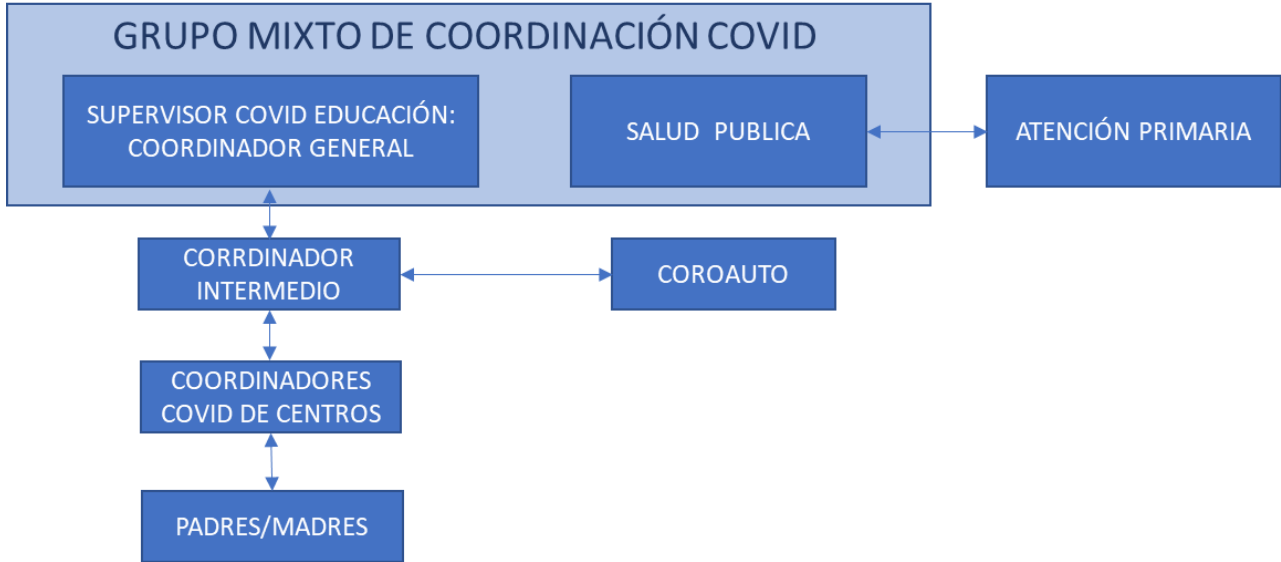 GRUPO MIXTO DE COORDINACIÓN COVID
SUPERVISOR COVID EDUCACIÓN:
COORDINADOR GENERAL
SALUD PUBLICA
ATENCIÓN PRIMARIA
CORRDINADOR
INTERMEDIO
COROAUTO
COORDINADORES
COVID DE CENTROS
PADRES/MADRES